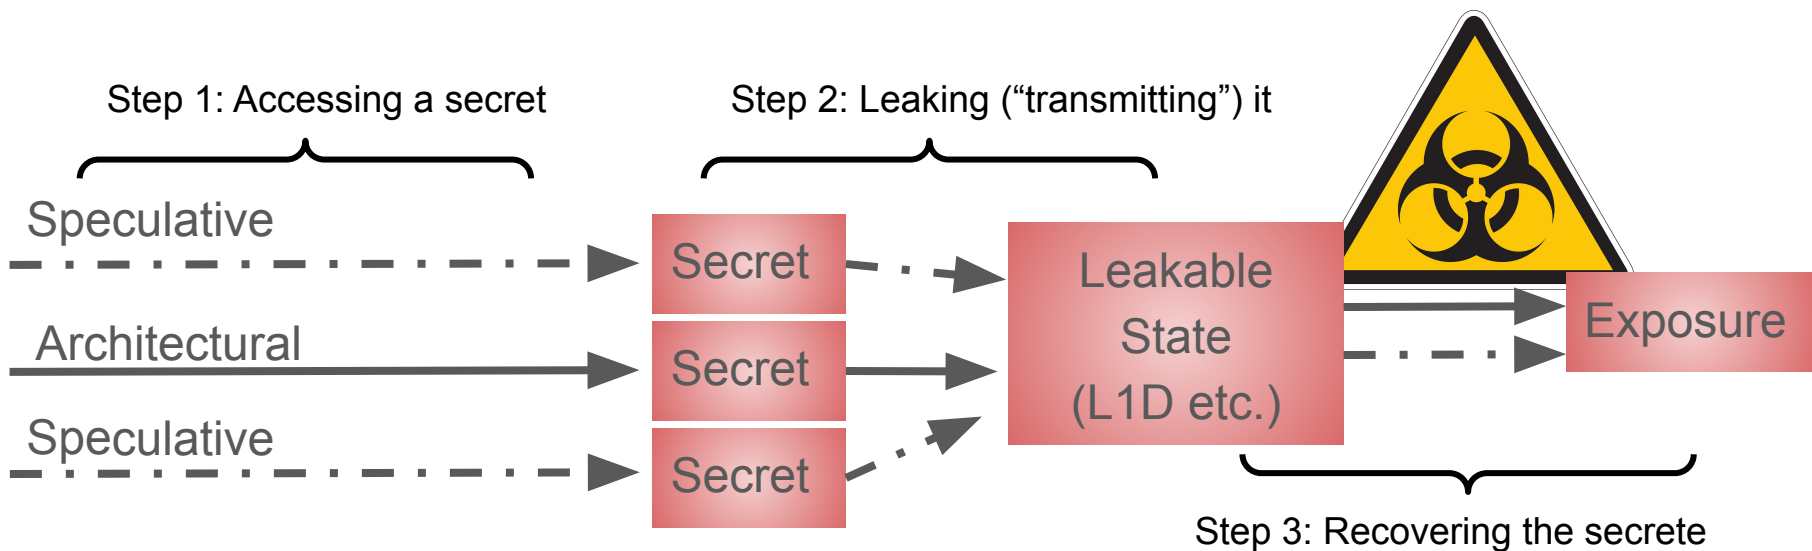 Step 1: Accessing a secret
Step 2: Leaking (“transmitting”) it
Speculative
Secret
Architectural
Secret
Speculative
Secret
Leakable
State
(L1D etc.)
Exposure
Step 3: Recovering the secrete